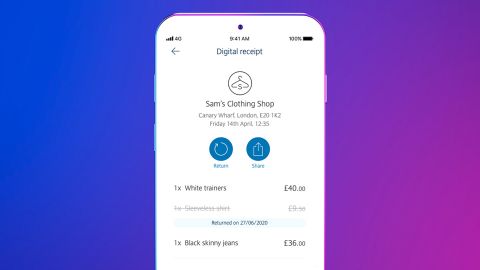 4G 9:41 AM 100%
Digital receipt
Sam's Clothing Shop
Canary Wharf, London, E20 1K2
Friday 14th April, 12:35
Return Share
1x White trainers £40.00
1x Sleeveless shirt £9.50
Returned on 27/06/2020
1x Black skinny jeans £36.00